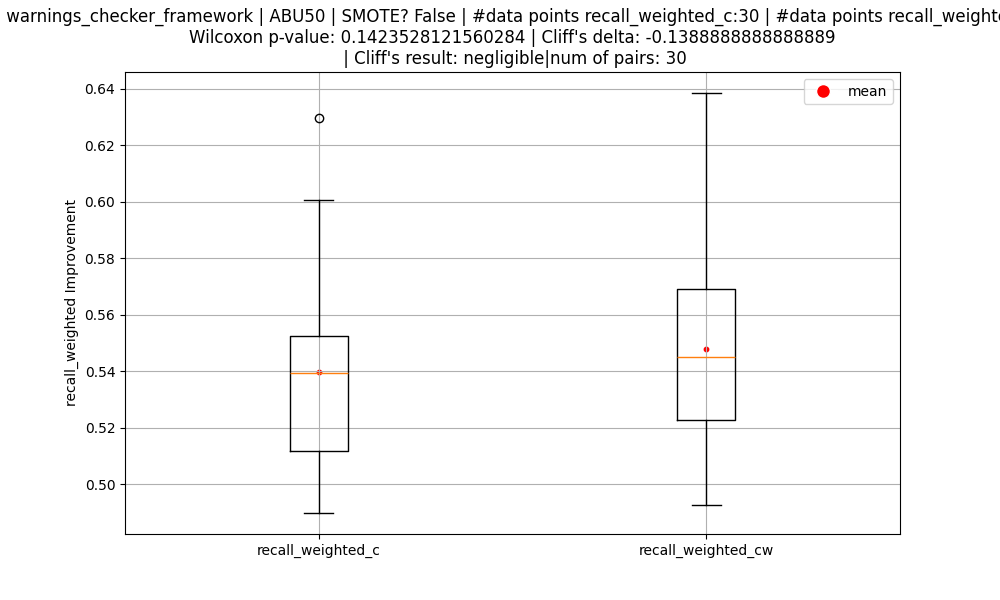 warnings_checker_framework | ABU50 | SMOTE? False | #data points recall_weighted_c:30 | #data points
Wilcoxon p-value: 0.1423528121560284 | Cliff's delta: -0.1388888888888889
| Cliff's result: negligible|num of pairs: 30
mean
0.64
0.62
0.60
0.58
0.56
0.54
0.52
0.50
recall_weighted Improvement
recall_weighted_c
recall_weighted_cw